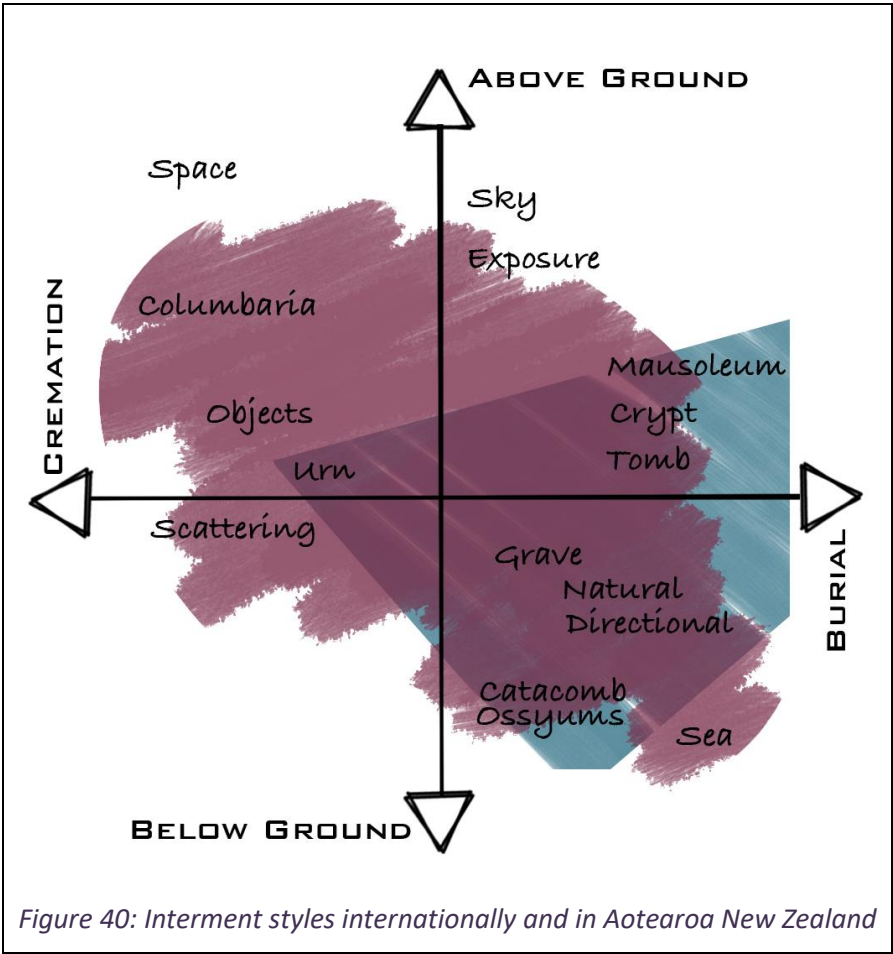 ABOVE GROUND
Space
Sky
Exposure
Columbaria
CREMATION
Mausoleum
Objects
Crypt
Tomb
Urn
Scattering
Grave
BURIAL
Natural
Directional
Catacomb
Ossyums
Sea
BELOW GROUND
Figure 40: Interment styles internationally and in Aotearoa New Zealand